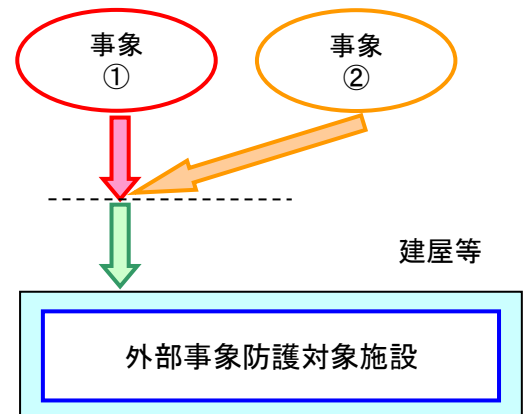 事象
①
事象
②
建屋等
外部事象防護対象施設